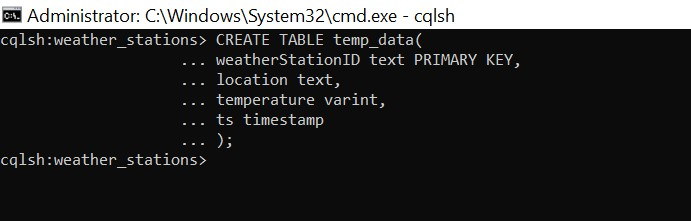 Administrator: C:\Windows\System32\cmd.exe - cqlsh
cqlsh:weather_stations> CREATE TABLE temp_data(
... weatherStationID text PRIMARY KEY,
... location text,
... temperature varint,
... ts timestamp
... );
cqlsh:weather_stations>